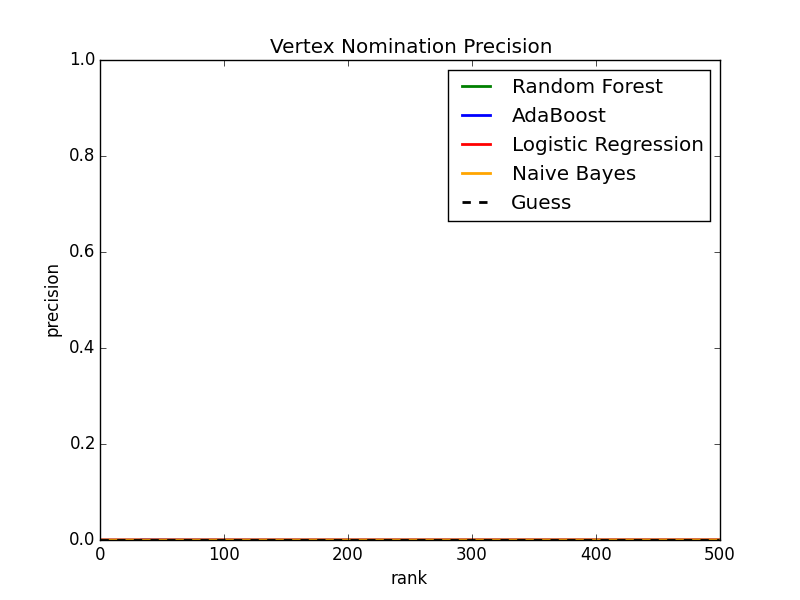 Vertex Nomination Precision
1.0
0.8
0.6
0.4
0.2
0.0
precision
Random Forest
AdaBoost
Logistic Regression
Naive Bayes
Guess
0 100 200 300 400 500
rank